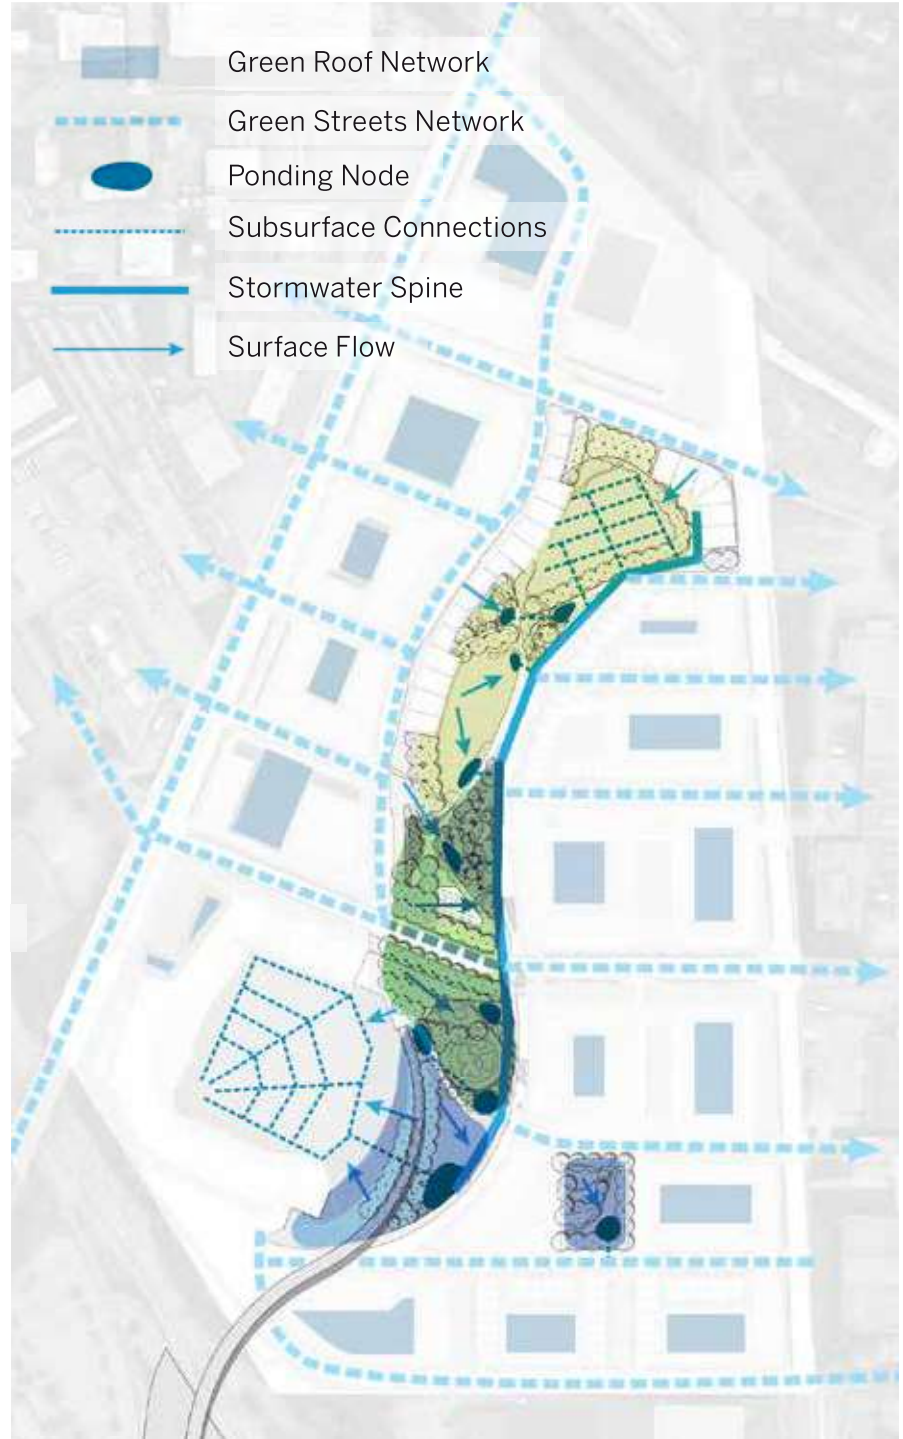 Green Roof Network
Green Streets Network
Ponding Node
Subsurface Connections
Stormwater Spine
Surface Flow